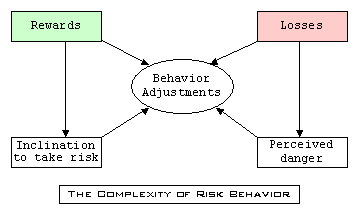 Rewards
Losses
Behavior
Adjustments
Inclination
to take risk
Perceived
danger
The Complexity of Risk Behavior